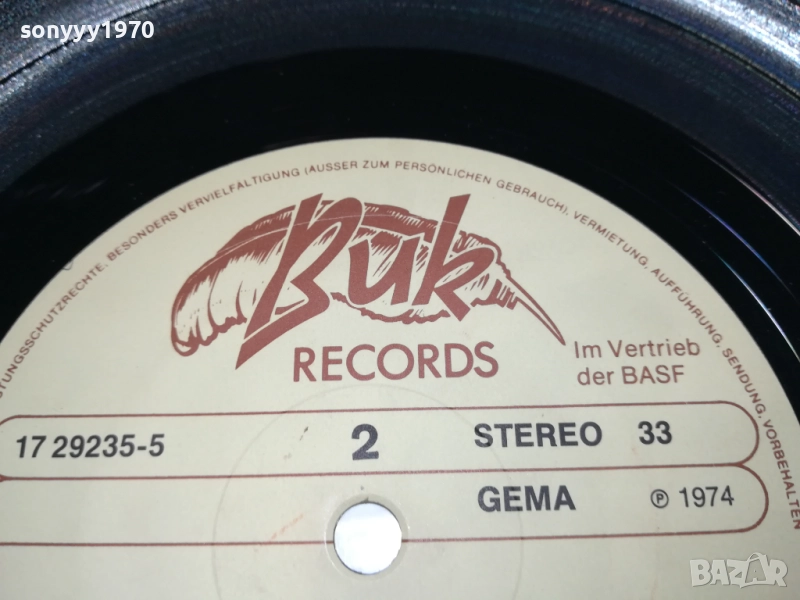 sonyyy1970
STUNGSSCHUTZRECHTE, BESONDERS VERVIELFÄLTIGUNG (AUSSER ZUM PERSÖNLICHEN GEBRAUCH), VERMIETUNG, AUFFÜHRUNG, SENDUNG, VORBEHALTEN
Buk
RECORDS
Im Vertrieb
der BASF
17 29235-5 2 STEREO 33
GEMA ℗ 1974
BAZAR